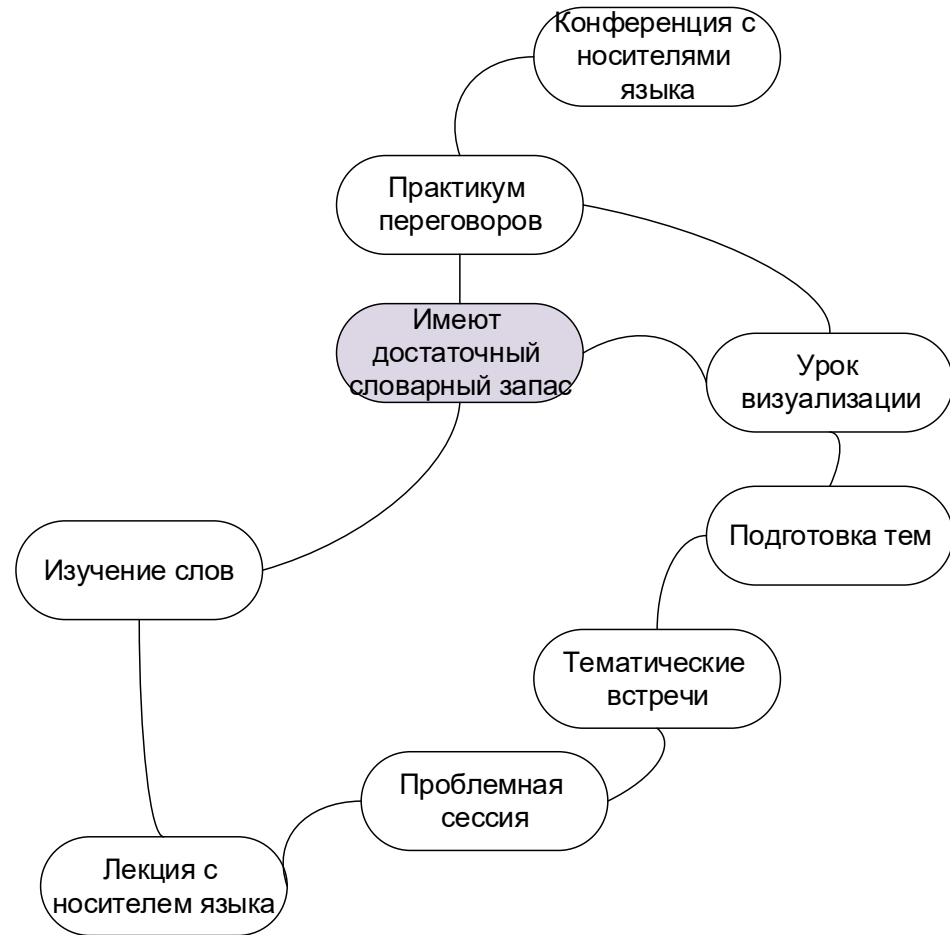 Конференция с
носителями
языка
Практикум
переговоров
Имеют
достаточный
словарный запас
Урок
визуализации
Подготовка тем
Изучение слов
Тематические
встречи
Проблемная
сессия
Лекция с
носителем языка